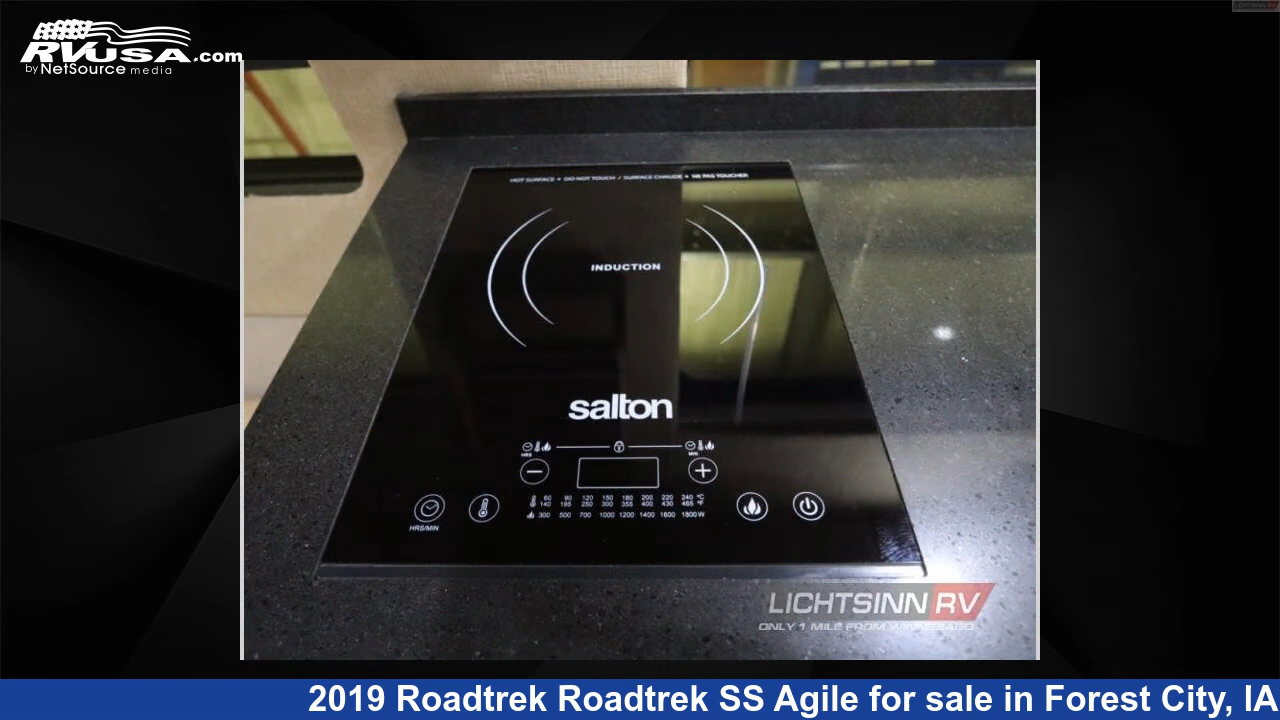 LICHTSINN RV
RVUSA.com
by NetSource media
HOT SURFACE • DO NOT TOUCH / SURFACE CHAUDE • NE PAS TOUCHER
INDUCTION
salton
HRS
MIN
60 90 120 150 180 200 220 240 °C
140 195 250 300 355 400 430 465 °F
300 500 700 1000 1200 1400 1600 1800 W
HRS/MIN
LICHTSINN RV
ONLY 1 MILE FROM WINNEBAGO
2019 Roadtrek Roadtrek SS Agile for sale in Forest City, IA